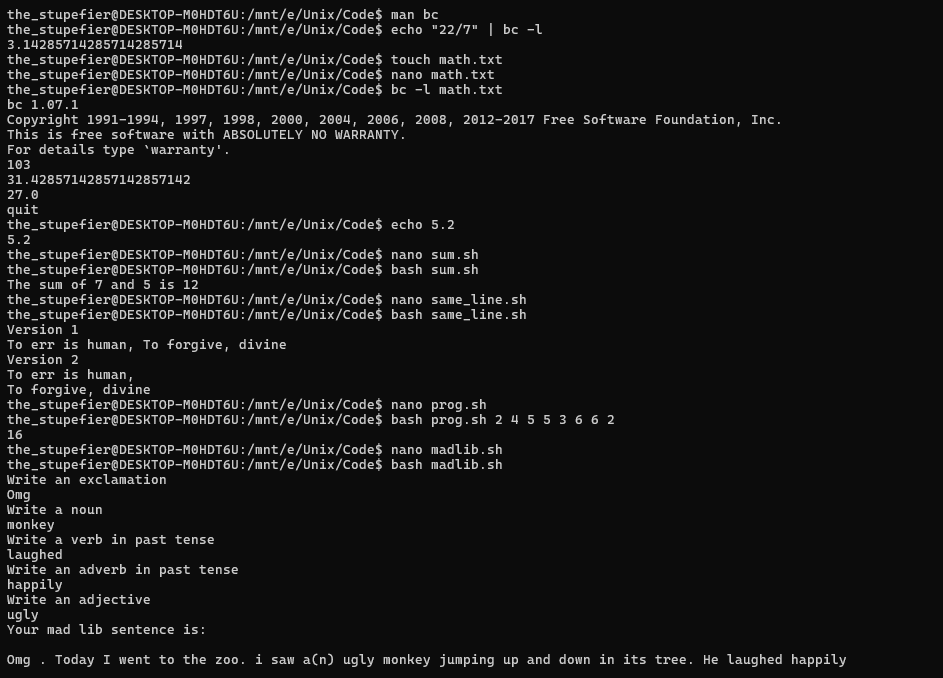 the_stupefier@DESKTOP-M0HDT6U:/mnt/e/Unix/Code$ man bc
the_stupefier@DESKTOP-M0HDT6U:/mnt/e/Unix/Code$ echo "22/7" | bc -l
3.14285714285714285714
the_stupefier@DESKTOP-M0HDT6U:/mnt/e/Unix/Code$ touch math.txt
the_stupefier@DESKTOP-M0HDT6U:/mnt/e/Unix/Code$ nano math.txt
the_stupefier@DESKTOP-M0HDT6U:/mnt/e/Unix/Code$ bc -l math.txt
bc 1.07.1
Copyright 1991-1994, 1997, 1998, 2000, 2004, 2006, 2008, 2012-2017 Free Software Foundation, Inc.
This is free software with ABSOLUTELY NO WARRANTY.
For details type `warranty'.
103
31.42857142857142857142
27.0
quit
the_stupefier@DESKTOP-M0HDT6U:/mnt/e/Unix/Code$ echo 5.2
5.2
the_stupefier@DESKTOP-M0HDT6U:/mnt/e/Unix/Code$ nano sum.sh
the_stupefier@DESKTOP-M0HDT6U:/mnt/e/Unix/Code$ bash sum.sh
The sum of 7 and 5 is 12
the_stupefier@DESKTOP-M0HDT6U:/mnt/e/Unix/Code$ nano same_line.sh
the_stupefier@DESKTOP-M0HDT6U:/mnt/e/Unix/Code$ bash same_line.sh
Version 1
To err is human, To forgive, divine
Version 2
To err is human,
To forgive, divine
the_stupefier@DESKTOP-M0HDT6U:/mnt/e/Unix/Code$ nano prog.sh
the_stupefier@DESKTOP-M0HDT6U:/mnt/e/Unix/Code$ bash prog.sh 2 4 5 5 3 6 6 2
16
the_stupefier@DESKTOP-M0HDT6U:/mnt/e/Unix/Code$ nano madlib.sh
the_stupefier@DESKTOP-M0HDT6U:/mnt/e/Unix/Code$ bash madlib.sh
Write an exclamation
Omg
Write a noun
monkey
Write a verb in past tense
laughed
Write an adverb in past tense
happily
Write an adjective
ugly
Your mad lib sentence is:

Omg . Today I went to the zoo. i saw a(n) ugly monkey jumping up and down in its tree. He laughed happily